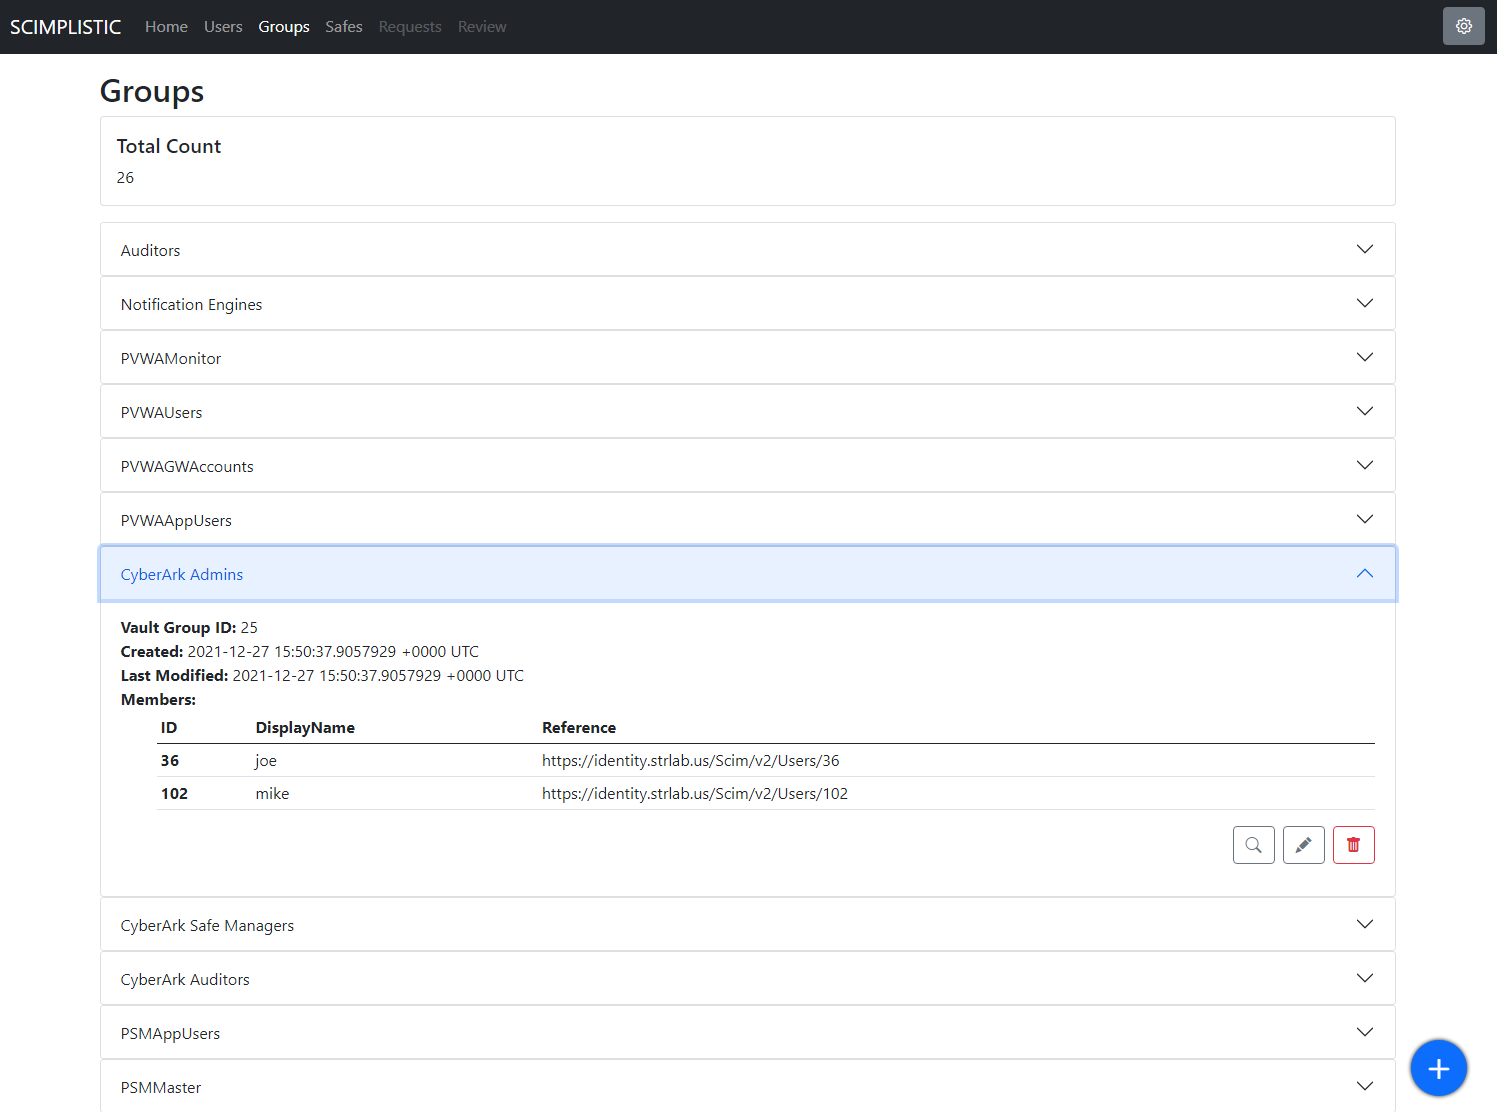 SCIMPLISTIC Home Users Groups Safes Requests Review
Groups
Total Count
26
Auditors
Notification Engines
PVWAMonitor
PVWAUsers
PVWAGWAccounts
PVWAAppUsers
CyberArk Admins
Vault Group ID: 25
Created: 2021-12-27 15:50:37.9057929 +0000 UTC
Last Modified: 2021-12-27 15:50:37.9057929 +0000 UTC
Members:
ID DisplayName Reference
36 joe https://identity.strlab.us/Scim/v2/Users/36
102 mike https://identity.strlab.us/Scim/v2/Users/102
CyberArk Safe Managers
CyberArk Auditors
PSMAppUsers
PSMMaster